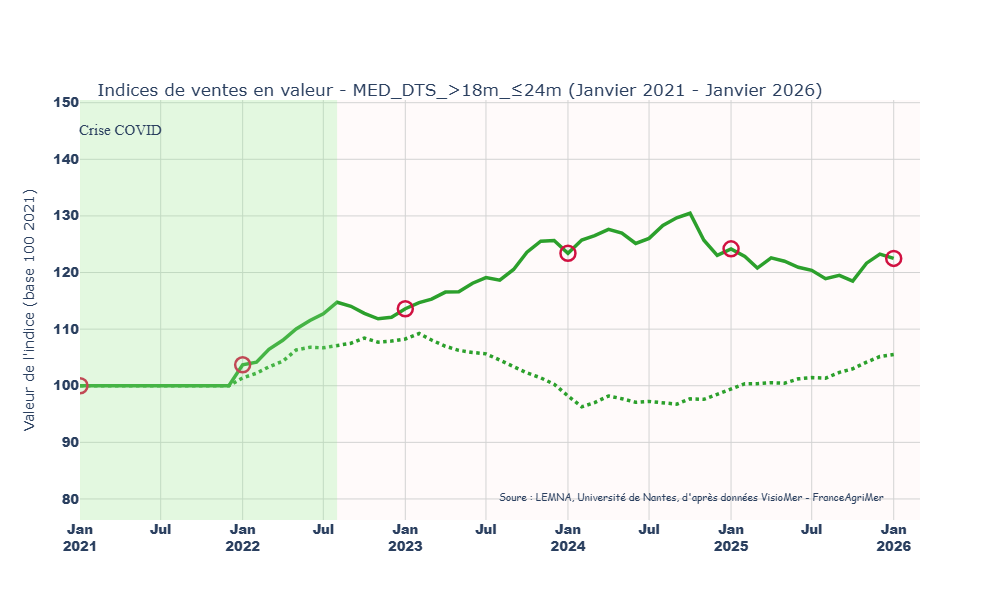 Indices de ventes en valeur - MED_DTS_>18m_≤24m (Janvier 2021 - Janvier 2026)
Crise COVID
Valeur de l'indice (base 100 2021)
150
140
130
120
110
100
90
80
Soure : LEMNA, Université de Nantes, d'après données VisioMer - FranceAgriMer
Jan Jul Jan Jul Jan Jul Jan Jul Jan Jul Jan
2021 2022 2023 2024 2025 2026